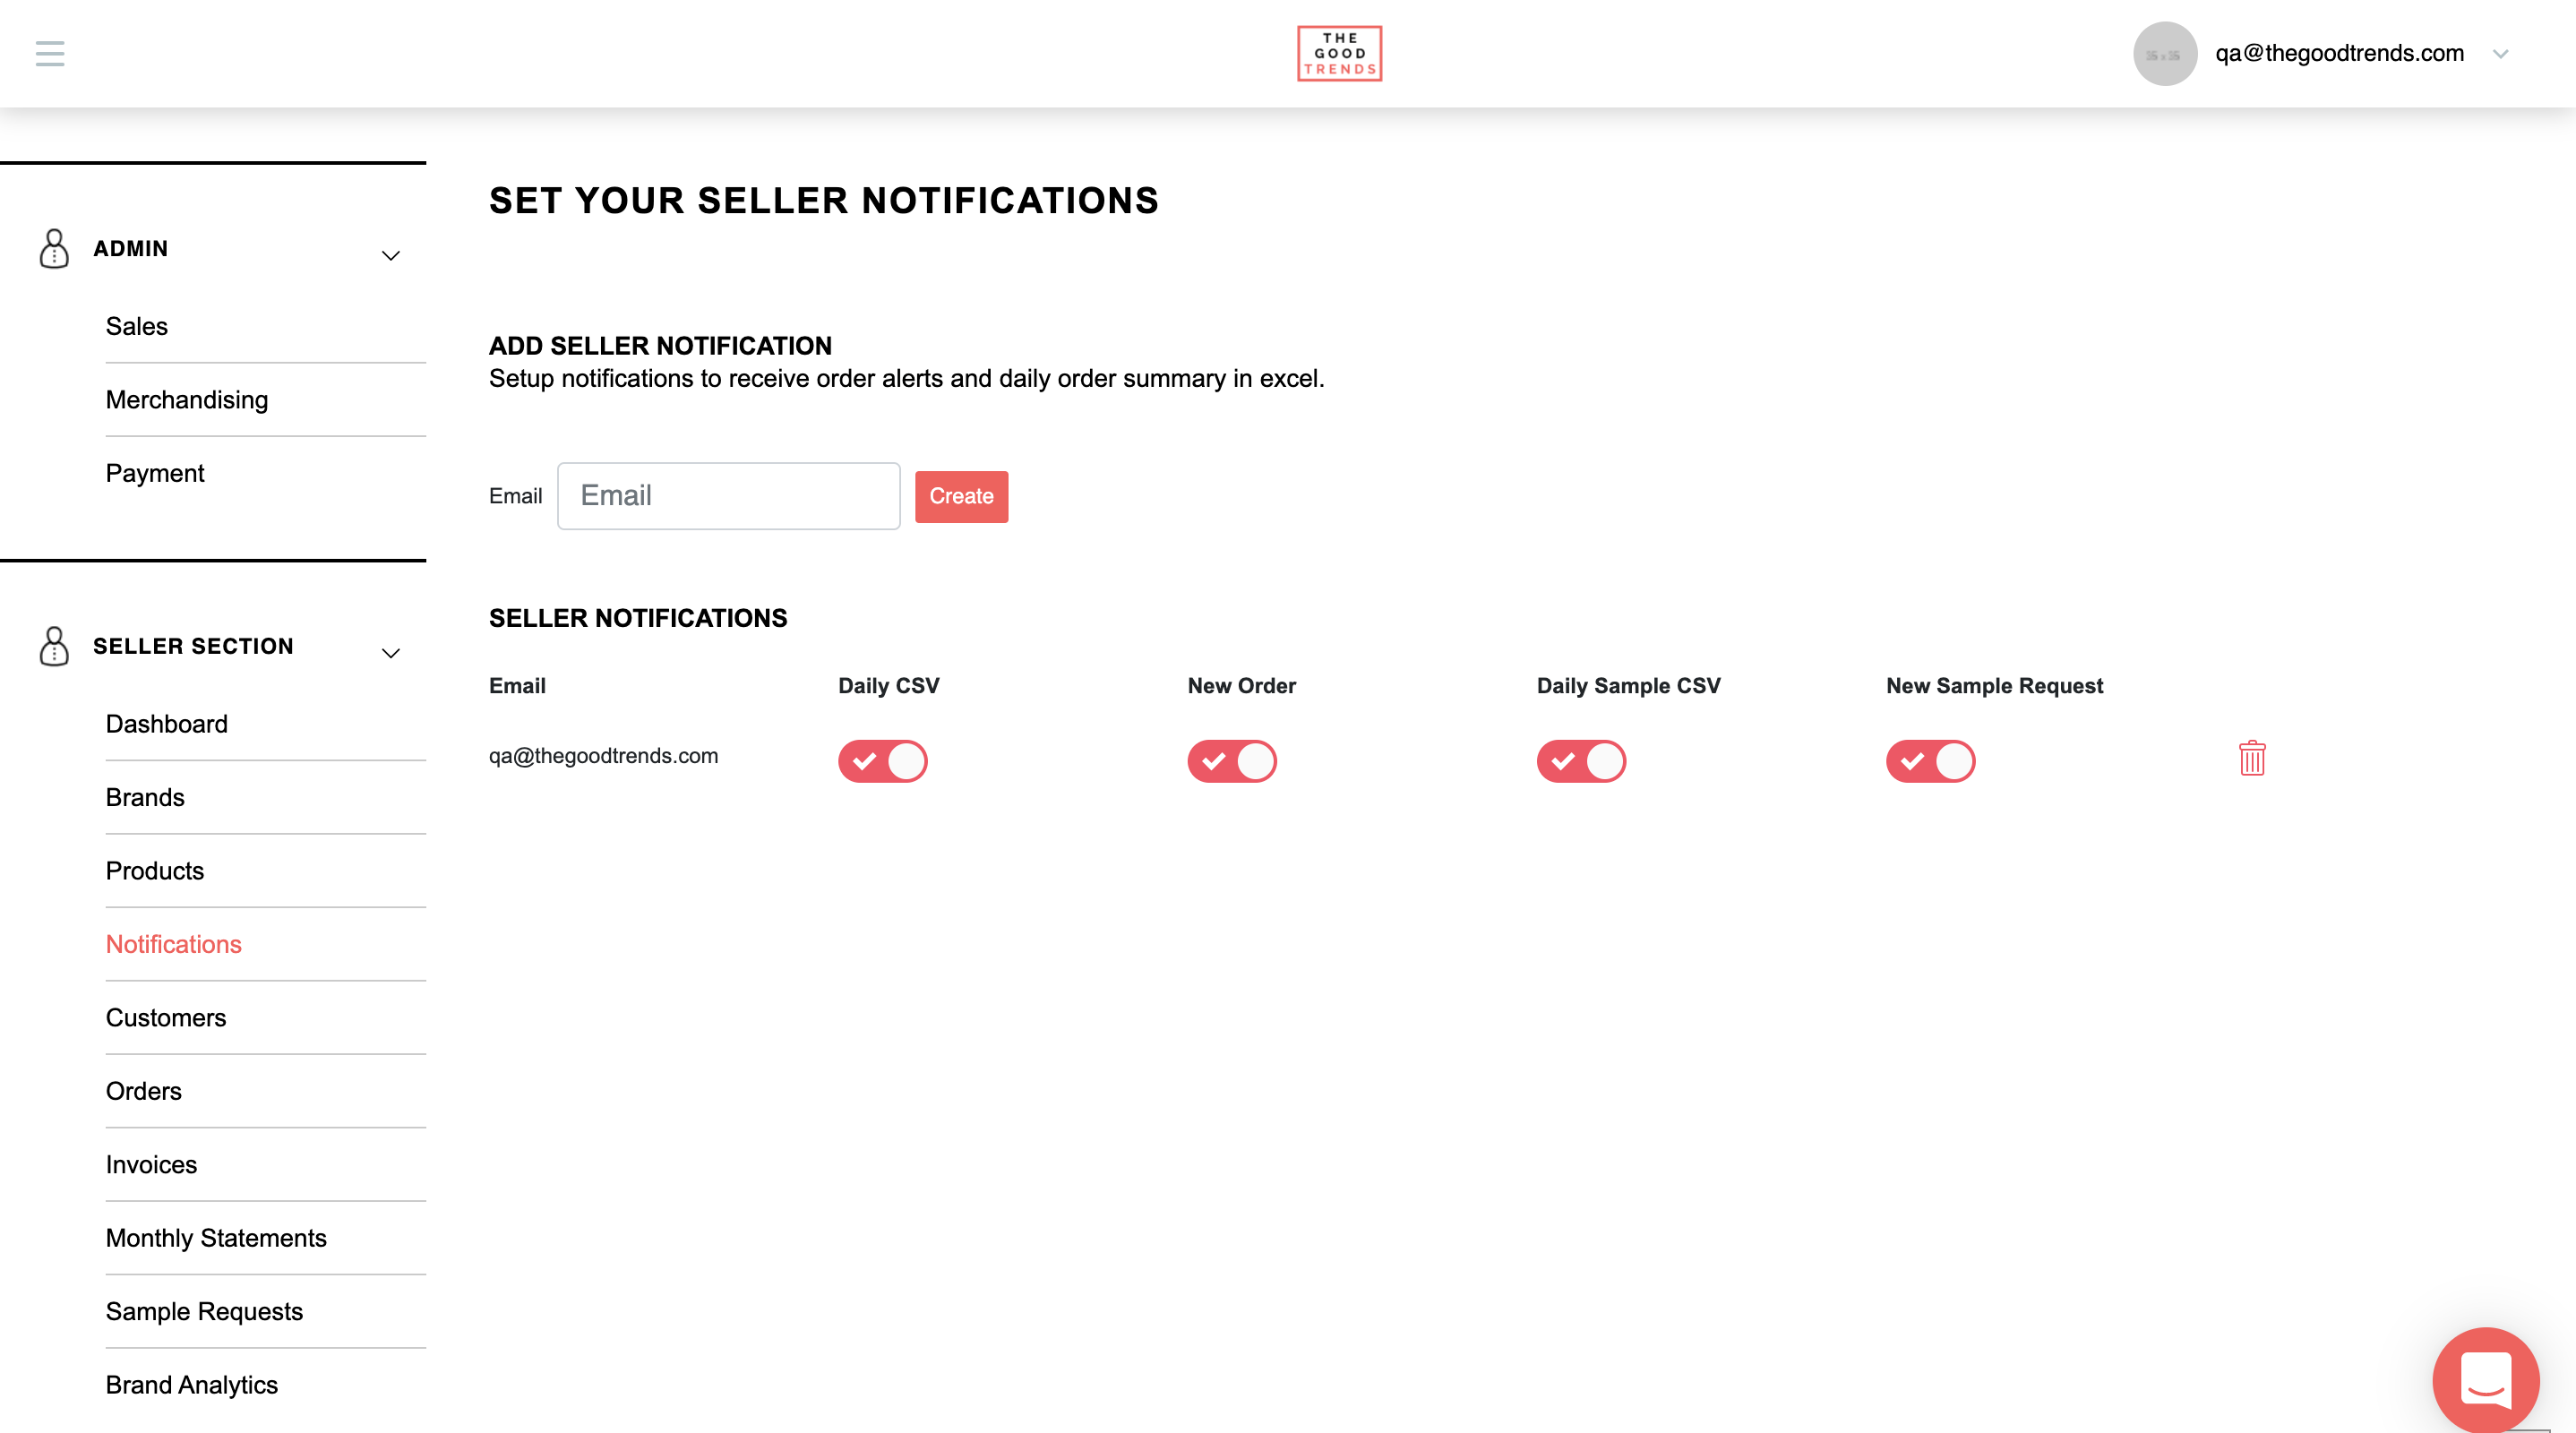 THE
GOOD
TRENDS
qa@thegoodtrends.com
ADMIN
Sales
Merchandising
Payment
SELLER SECTION
Dashboard
Brands
Products
Notifications
Customers
Orders
Invoices
Monthly Statements
Sample Requests
Brand Analytics
SET YOUR SELLER NOTIFICATIONS
ADD SELLER NOTIFICATION
Setup notifications to receive order alerts and daily order summary in excel.
Email Email Create
SELLER NOTIFICATIONS
Email Daily CSV New Order Daily Sample CSV New Sample Request
qa@thegoodtrends.com